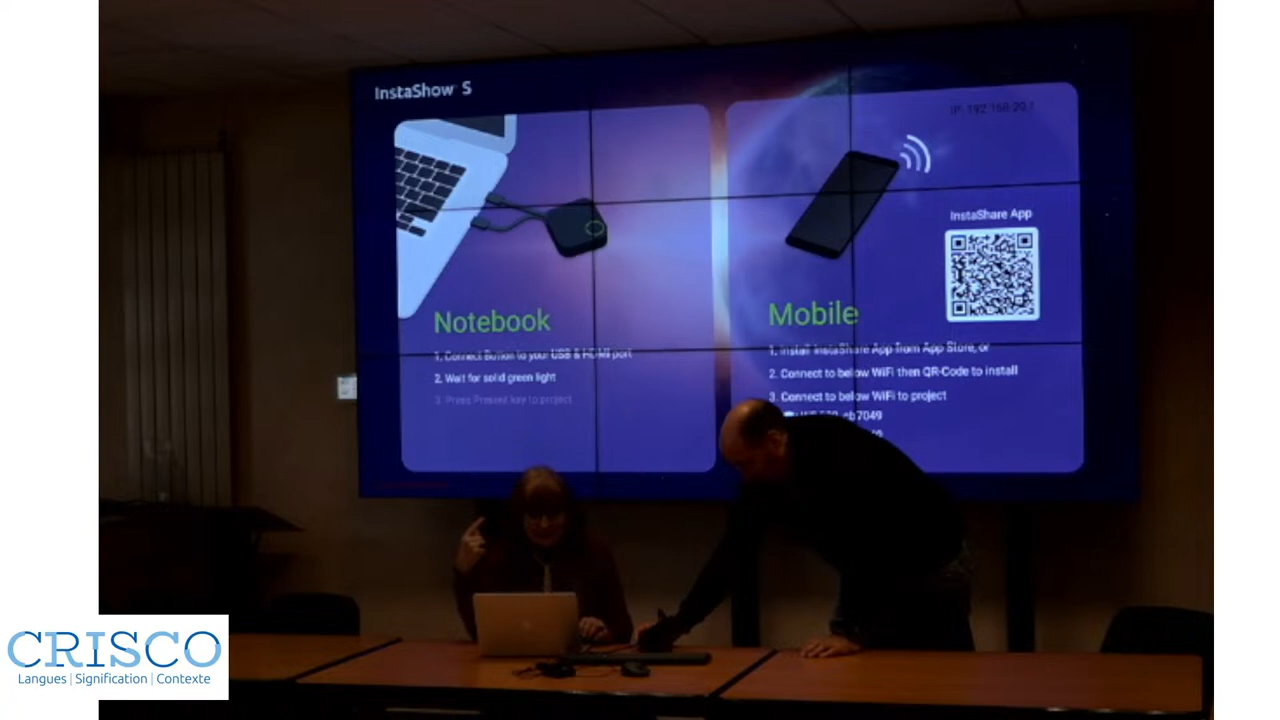 InstaShow S
IP: 192.168.20.1
InstaShare App
Notebook
1. Connect Button to your USB & HDMI port
2. Wait for solid green light
3. Press Presenter key to project
Mobile
1. Install InstaShare App from App Store, or
2. Connect to below WiFi then QR-Code to install
3. Connect to below WiFi to project
CRISCO
Langues | Signification | Contexte